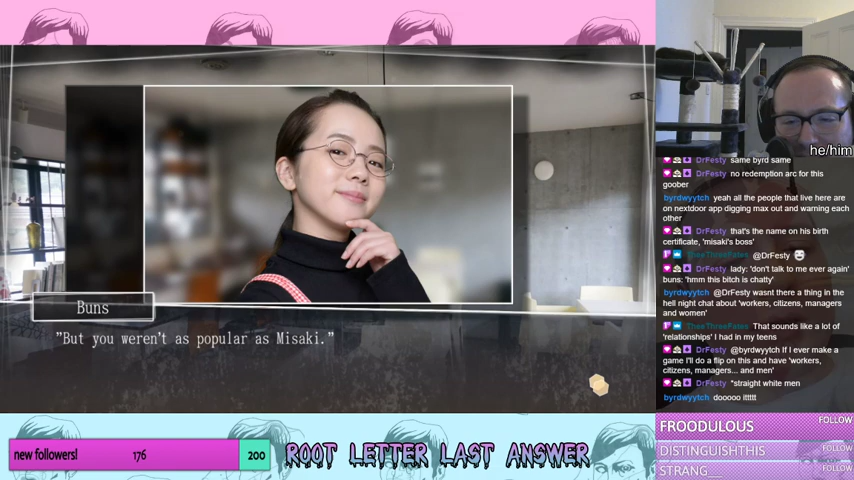 he/him
DrFesty same byrd same
DrFesty no redemption arc for this
goober
byrdwyytch yeah all the people that live here are
on nextdoor app digging max out and warning each
other
DrFesty that's the name on his birth
certificate, 'misaki's boss'
TheeThreeFates @DrFesty
DrFesty lady: 'don't talk to me ever again'
buns: 'hmm this bitch is chatty'
byrdwyytch @DrFesty wasnt there a thing in the
hell night chat about 'workers, citizens, managers
and women'
TheeThreeFates That sounds like a lot of
'relationships' I had in my teens
DrFesty @byrdwyytch If I ever make a
game I'll do a flip on this and have 'workers,
citizens, managers... and men'
DrFesty *straight white men
byrdwyytch dooooo ittttt
Buns
"But you weren't as popular as Misaki."
new followers! 176 200
ROOT LETTER LAST ANSWER
FROODULOUS FOLLOW
DISTINGUISHTHIS FOLLOW
STRANG__ FOLLOW